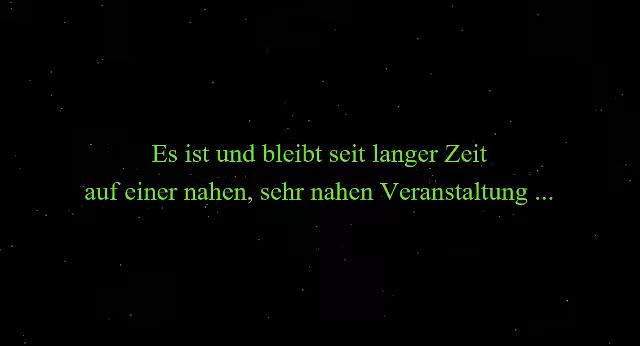 Es ist und bleibt seit langer Zeit
auf einer nahen, sehr nahen Veranstaltung ...